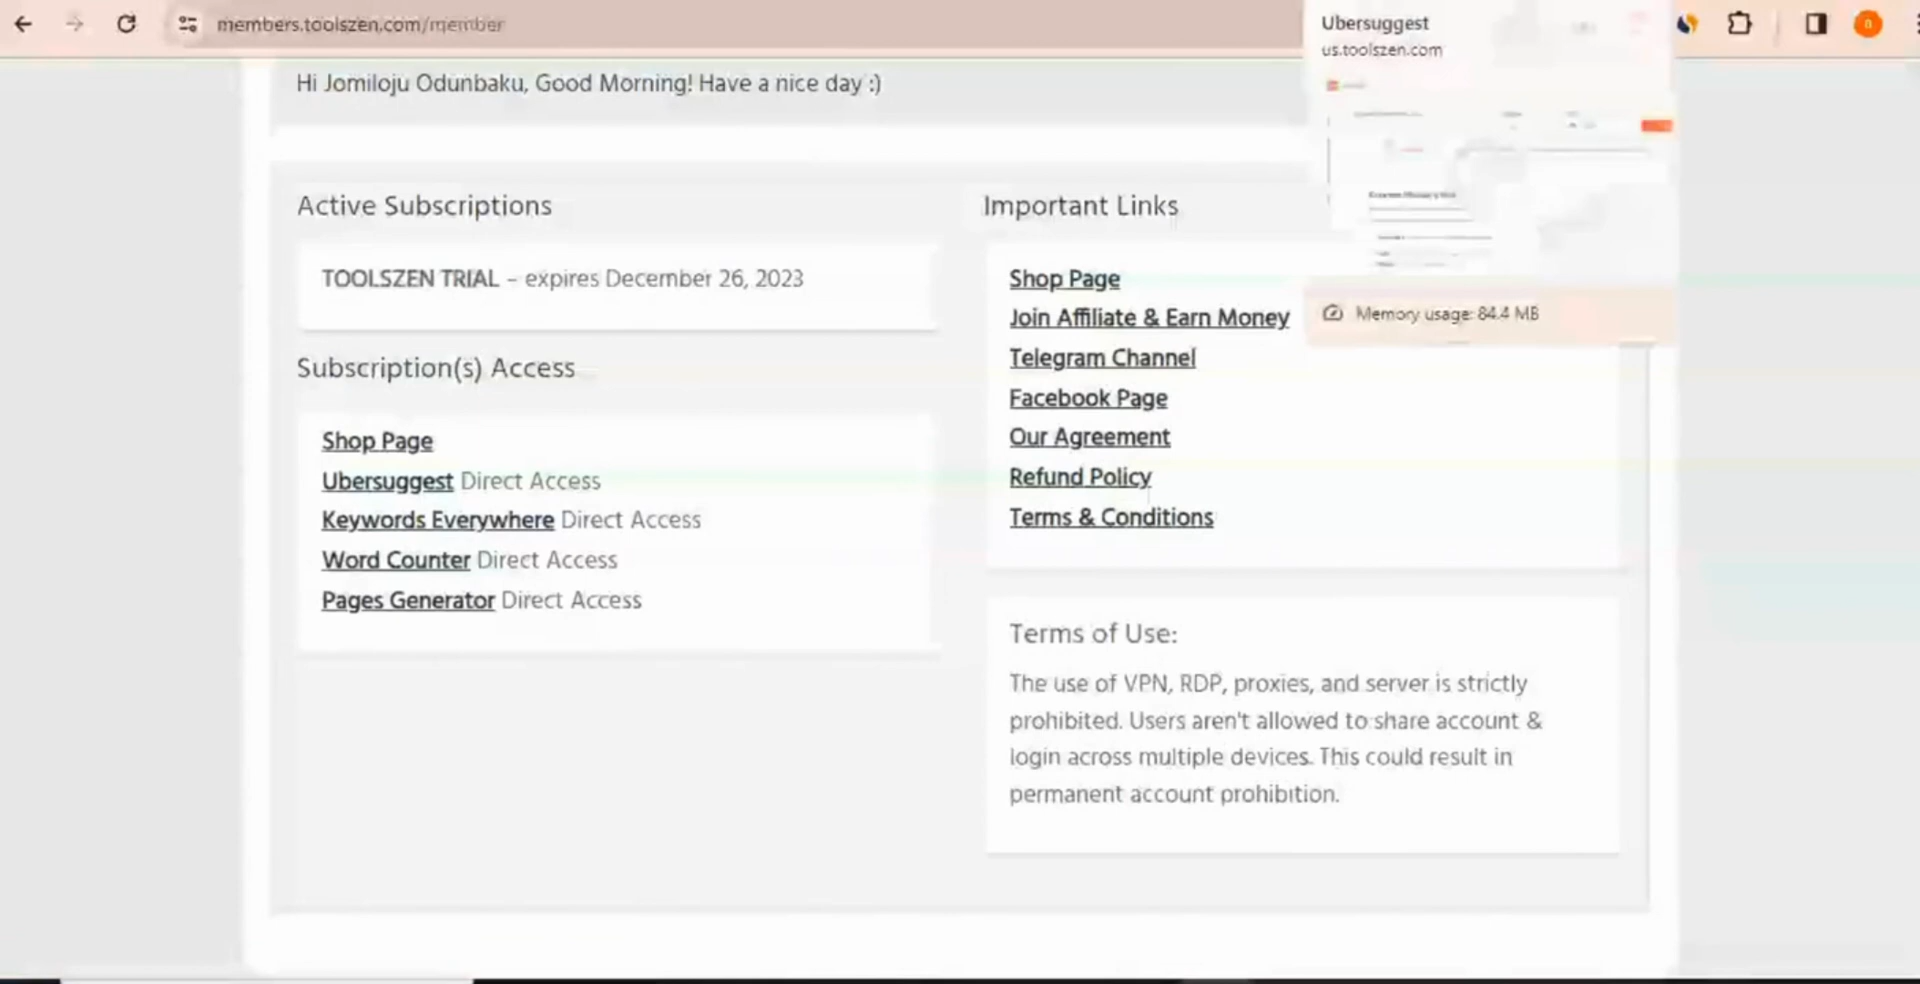 members.toolszen.com/member
Ubersuggest
us.toolszen.com
Hi Jomiloju Odunbaku, Good Morning! Have a nice day :)
Active Subscriptions
TOOLSZEN TRIAL – expires December 26, 2023
Subscription(s) Access
Shop Page
Ubersuggest Direct Access
Keywords Everywhere Direct Access
Word Counter Direct Access
Pages Generator Direct Access
Important Links
Shop Page
Join Affiliate & Earn Money
Telegram Channel
Facebook Page
Our Agreement
Refund Policy
Terms & Conditions
Memory usage: 84.4 MB
Terms of Use:
The use of VPN, RDP, proxies, and server is strictly
prohibited. Users aren't allowed to share account &
login across multiple devices. This could result in
permanent account prohibition.